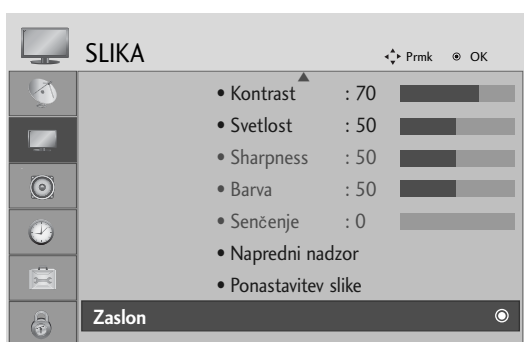 SLIKA Prmk OK
• Kontrast : 70
• Svetlost : 50
• Sharpness : 50
• Barva : 50
• Senčenje : 0
• Napredni nadzor
• Ponastavitev slike
Zaslon